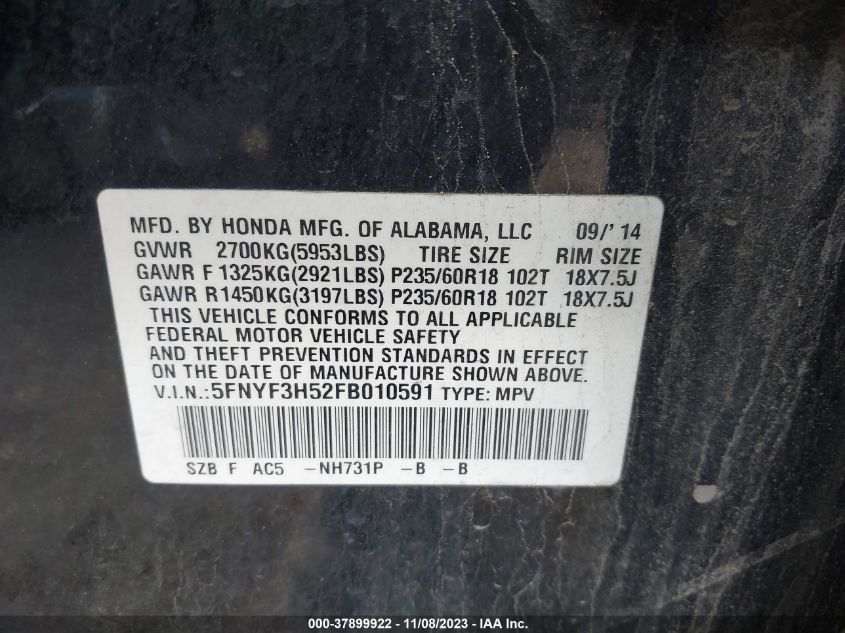 MFD. BY HONDA MFG. OF ALABAMA, LLC 09/' 14
GVWR 2700KG(5953LBS) TIRE SIZE RIM SIZE
GAWR F 1325KG(2921LBS) P235/60R18 102T 18X7.5J
GAWR R1450KG(3197LBS) P235/60R18 102T 18X7.5J
THIS VEHICLE CONFORMS TO ALL APPLICABLE
FEDERAL MOTOR VEHICLE SAFETY
AND THEFT PREVENTION STANDARDS IN EFFECT
ON THE DATE OF MANUFACTURE SHOWN ABOVE.
V.I.N.:5FNYF3H52FB010591 TYPE: MPV
SZB F AC5 -NH731P -B -B
000-37899922 - 11/08/2023 - IAA Inc.